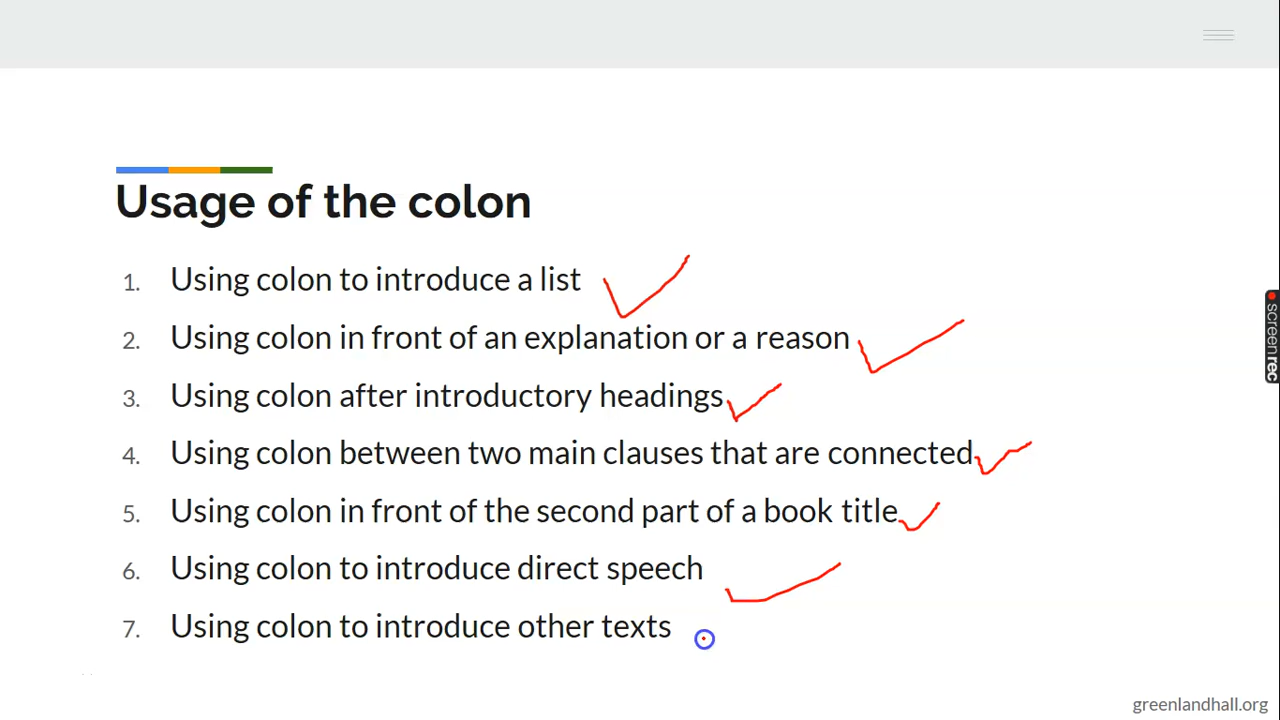 Usage of the colon
1. Using colon to introduce a list
2. Using colon in front of an explanation or a reason
3. Using colon after introductory headings
4. Using colon between two main clauses that are connected
5. Using colon in front of the second part of a book title
6. Using colon to introduce direct speech
7. Using colon to introduce other texts
screenrec
greenlandhall.org